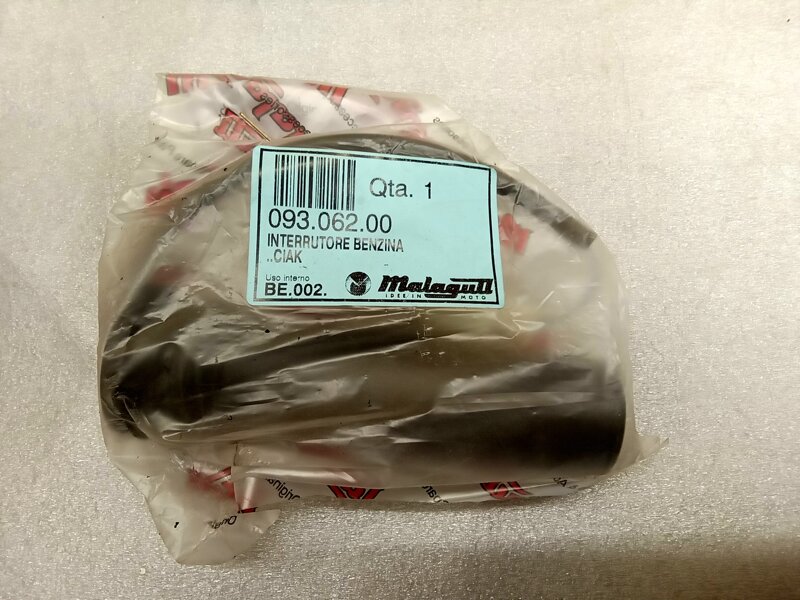 Qta. 1
093.062.00
INTERRUTORE BENZINA
..CIAK
Uso interno
BE.002.
Malaguti
IDEE IN MOTO